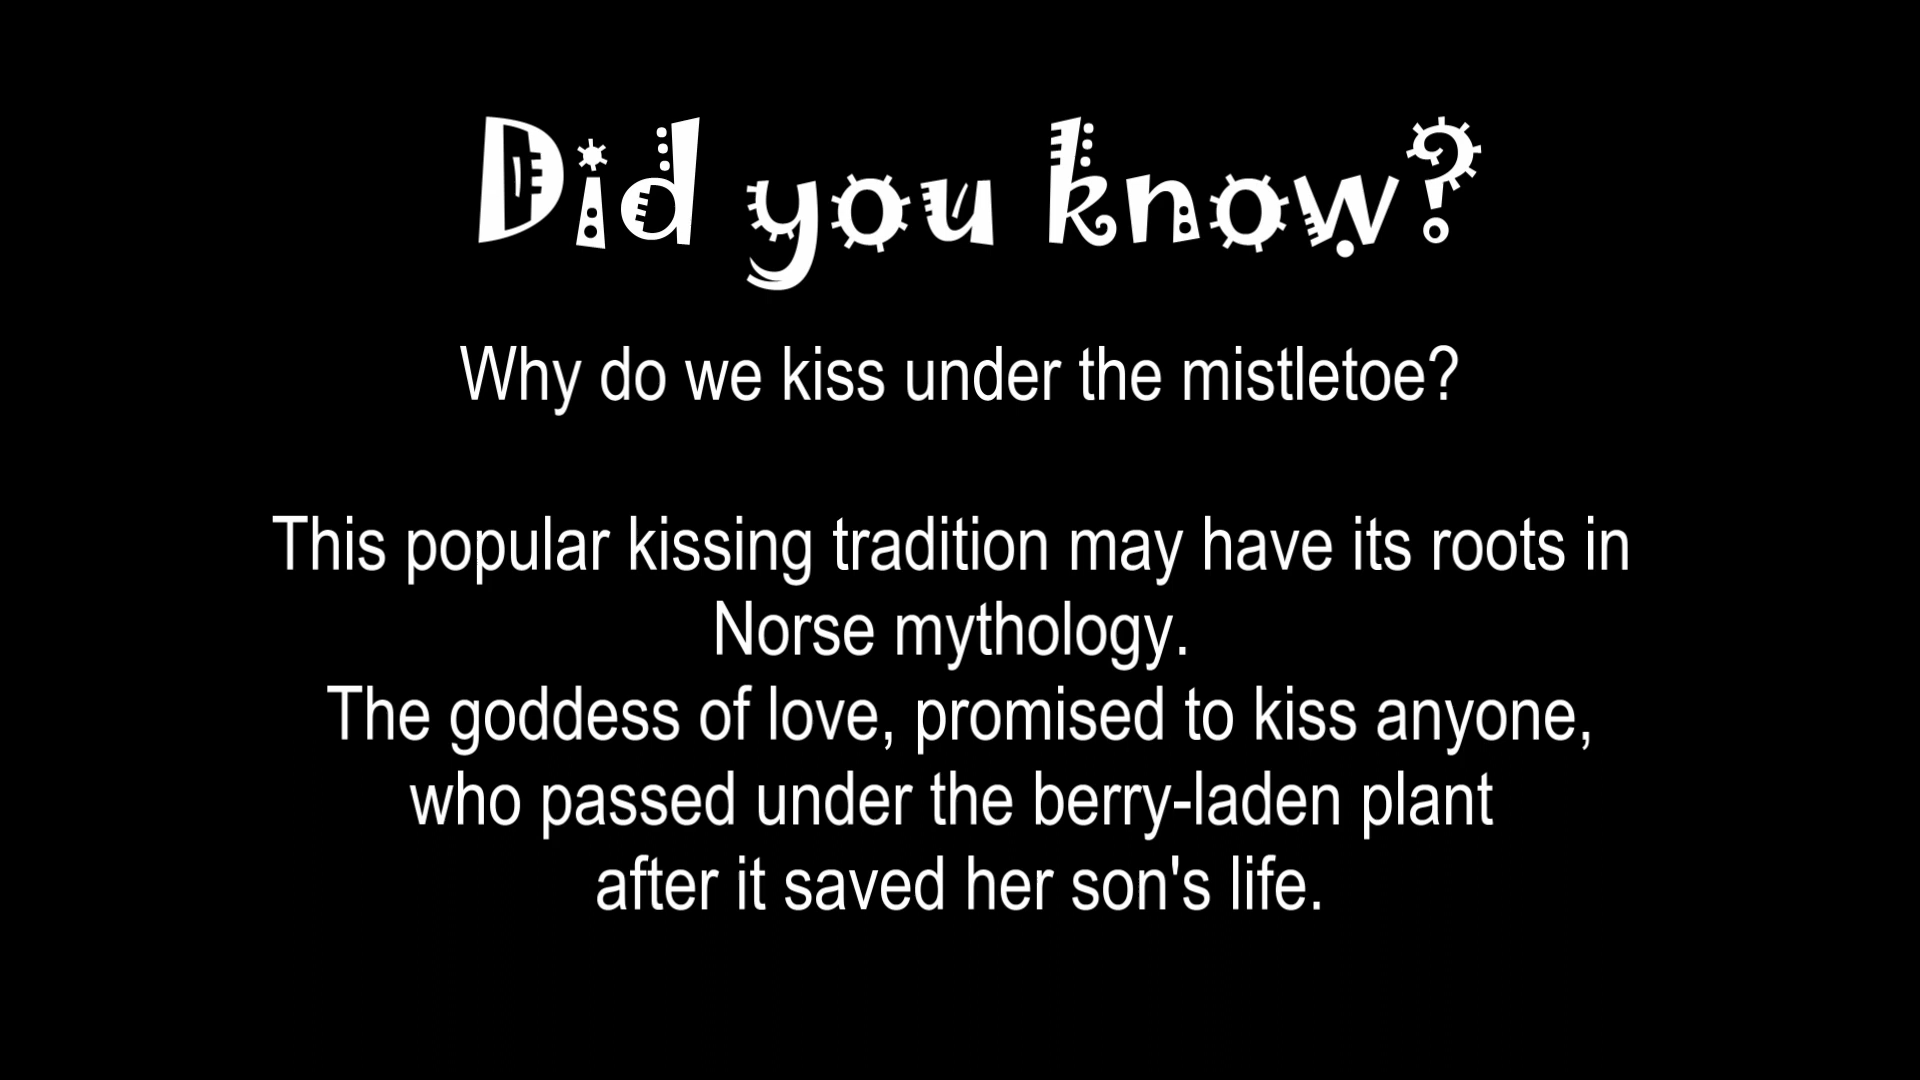 Did you know?
Why do we kiss under the mistletoe?
This popular kissing tradition may have its roots in
Norse mythology.
The goddess of love, promised to kiss anyone,
who passed under the berry-laden plant
after it saved her son's life.